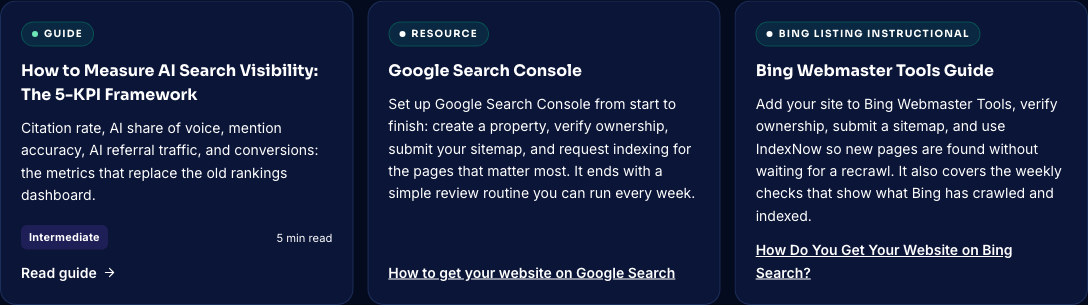 GUIDE
How to Measure AI Search Visibility:
The 5-KPI Framework
Citation rate, AI share of voice, mention
accuracy, AI referral traffic, and conversions:
the metrics that replace the old rankings
dashboard.
Intermediate
5 min read
Read guide →
RESOURCE
Google Search Console
Set up Google Search Console from start to
finish: create a property, verify ownership,
submit your sitemap, and request indexing for
the pages that matter most. It ends with a
simple review routine you can run every week.
How to get your website on Google Search
BING LISTING INSTRUCTIONAL
Bing Webmaster Tools Guide
Add your site to Bing Webmaster Tools, verify
ownership, submit a sitemap, and use
IndexNow so new pages are found without
waiting for a recrawl. It also covers the weekly
checks that show what Bing has crawled and
indexed.
How Do You Get Your Website on Bing
Search?